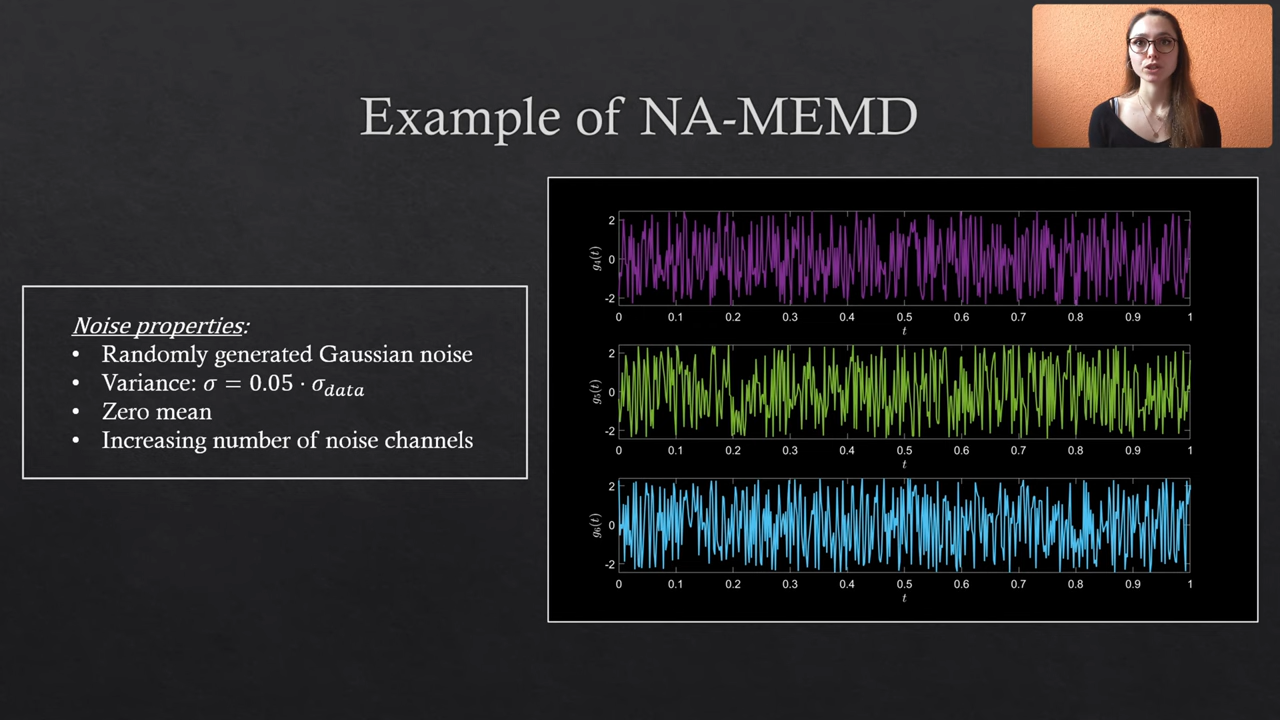 Example of NA-MEMD
Noise properties:
• Randomly generated Gaussian noise
• Variance: σ = 0.05 · σ_data
• Zero mean
• Increasing number of noise channels
2
0
-2
g₄(t)
0 0.1 0.2 0.3 0.4 0.5 0.6 0.7 0.8 0.9 1
t
2
0
-2
g₅(t)
0 0.1 0.2 0.3 0.4 0.5 0.6 0.7 0.8 0.9 1
t
2
0
-2
g₆(t)
0 0.1 0.2 0.3 0.4 0.5 0.6 0.7 0.8 0.9 1
t